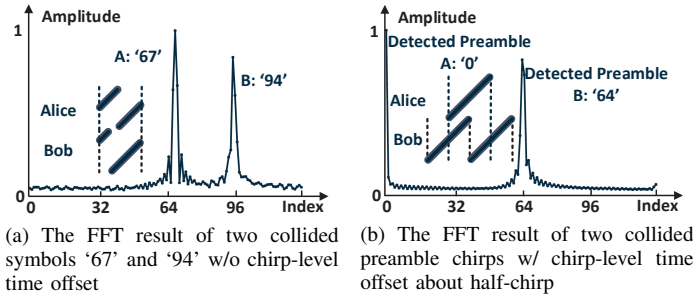 Amplitude
1
A: '67'
B: '94'
Alice
Bob
0
0 32 64 96 Index
(a) The FFT result of two collided
symbols '67' and '94' w/o chirp-level
time offset
Amplitude
1
Detected Preamble
A: '0'
Detected Preamble
B: '64'
Alice
Bob
0
0 32 64 96 Index
(b) The FFT result of two collided
preamble chirps w/ chirp-level time
offset about half-chirp